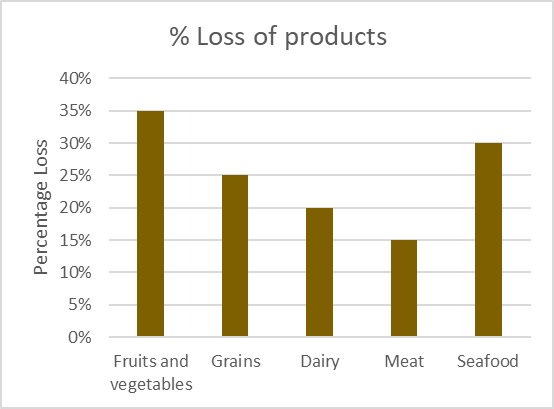 % Loss of products
Percentage Loss
40%
35%
30%
25%
20%
15%
10%
5%
0%
Fruits and
vegetables
Grains
Dairy
Meat
Seafood